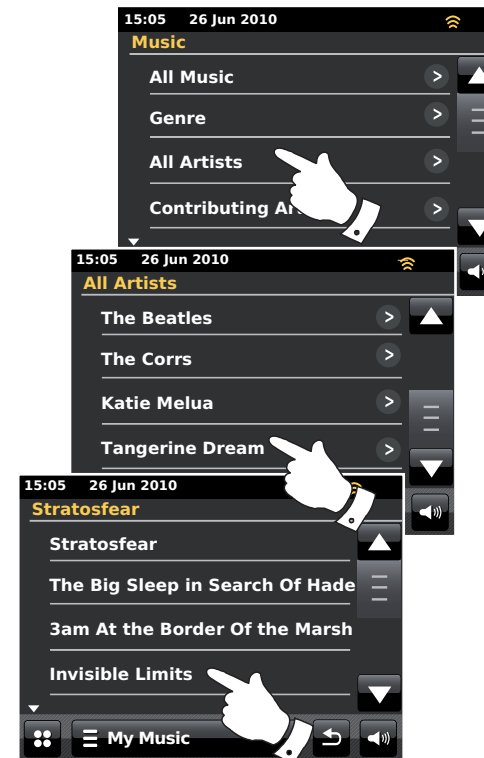 15:05 26 Jun 2010
Music
All Music
Genre
All Artists
Contributing
15:05 26 Jun 2010
All Artists
The Beatles
The Corrs
Katie Melua
Tangerine Dream
15:05 26 Jun 2010
Stratosfear
Stratosfear
The Big Sleep in Search Of Hade
3am At the Border Of the Marsh
Invisible Limits
My Music